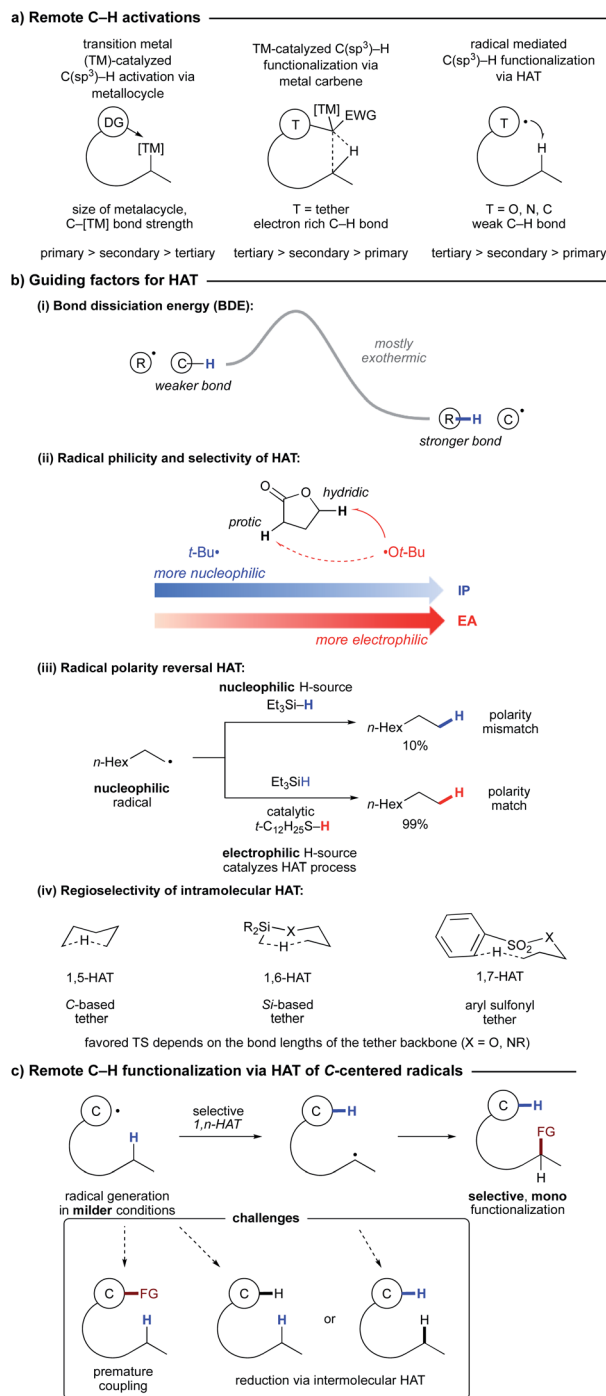 a) Remote C–H activations
transition metal
(TM)-catalyzed
C(sp³)–H activation via
metallocycle
DG
[TM]
size of metalacycle,
C–[TM] bond strength
primary > secondary > tertiary
TM-catalyzed C(sp³)–H
functionalization via
metal carbene
[TM]
T
EWG
H
T = tether
electron rich C–H bond
tertiary > secondary > primary
radical mediated
C(sp³)–H functionalization
via HAT
T •
H
T = O, N, C
weak C–H bond
tertiary > secondary > primary
b) Guiding factors for HAT
(i) Bond dissiciation energy (BDE):
mostly
exothermic
R • C–H
weaker bond
R–H C •
stronger bond
(ii) Radical philicity and selectivity of HAT:
O
O
hydridic
H
protic
H
t-Bu•
•Ot-Bu
more nucleophilic
IP
EA
more electrophilic
(iii) Radical polarity reversal HAT:
nucleophilic H-source
Et₃Si–H
n-Hex
H
10%
polarity
mismatch
n-Hex •
nucleophilic
radical
Et₃SiH
catalytic
t-C₁₂H₂₅S–H
n-Hex
H
99%
polarity
match
electrophilic H-source
catalyzes HAT process
(iv) Regioselectivity of intramolecular HAT:
H
1,5-HAT
C-based
tether
R₂Si
X
H
1,6-HAT
Si-based
tether
SO₂
X
H
1,7-HAT
aryl sulfonyl
tether
favored TS depends on the bond lengths of the tether backbone (X = O, NR)
c) Remote C–H functionalization via HAT of C-centered radicals
C •
H
radical generation
in milder conditions
selective
1,n-HAT
C–H
•
C–H
FG
H
selective, mono
functionalization
challenges
C–FG
H
premature
coupling
C–H
H
or
C–H
H
reduction via intermolecular HAT